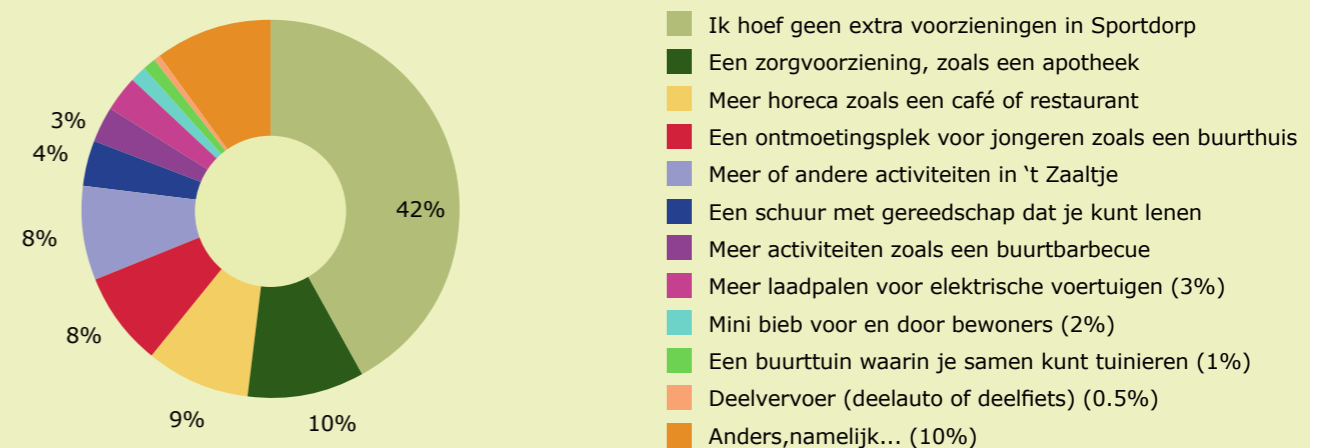 3%
4%
8%
8%
9%
10%
42%
Ik hoef geen extra voorzieningen in Sportdorp
Een zorgvoorziening, zoals een apotheek
Meer horeca zoals een café of restaurant
Een ontmoetingsplek voor jongeren zoals een buurthuis
Meer of andere activiteiten in ‘t Zaaltje
Een schuur met gereedschap dat je kunt lenen
Meer activiteiten zoals een buurtbarbecue
Meer laadpalen voor elektrische voertuigen (3%)
Mini bieb voor en door bewoners (2%)
Een buurttuin waarin je samen kunt tuinieren (1%)
Deelvervoer (deelauto of deelfiets) (0.5%)
Anders,namelijk... (10%)